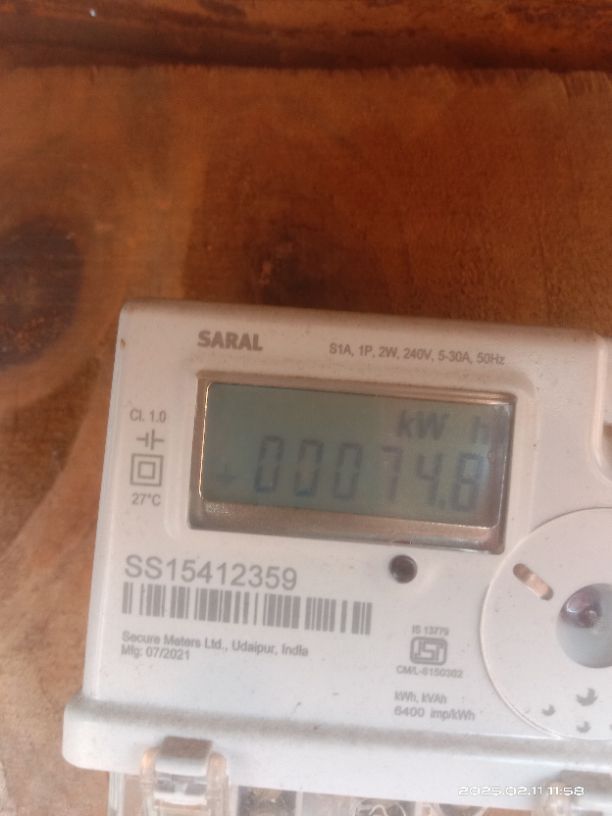 SARAL
S1A, 1P, 2W, 240V, 5-30A, 50Hz
Cl. 1.0
27°C
kW h
00074.8
SS15412359
Secure Meters Ltd., Udaipur, India
Mfg: 07/2021
IS 13779
CM/L-8150302
kWh, kVAh
6400 imp/kWh
2025.02.11 11:58